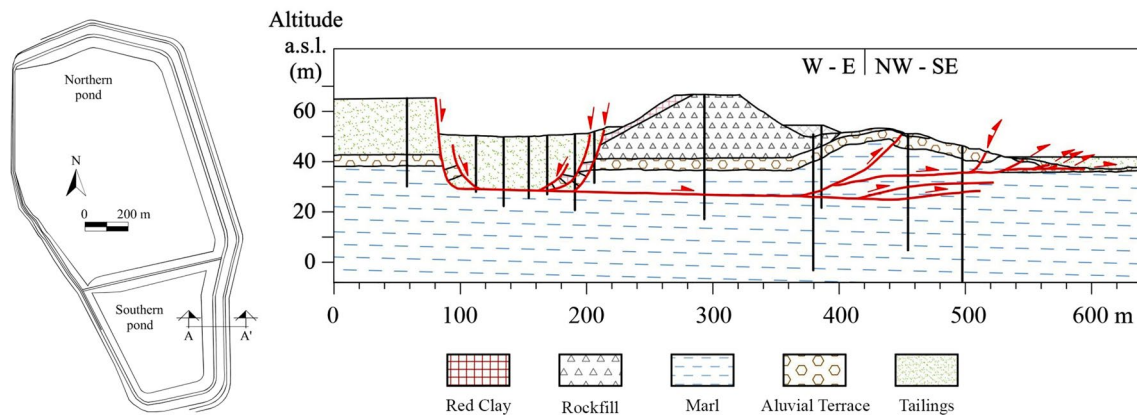 Northern
pond
N
0 200 m
Southern
pond
A A'
Altitude
a.s.l.
(m)
W - E NW - SE
60
40
20
0
0 100 200 300 400 500 600 m
Red Clay Rockfill Marl Aluvial Terrace Tailings